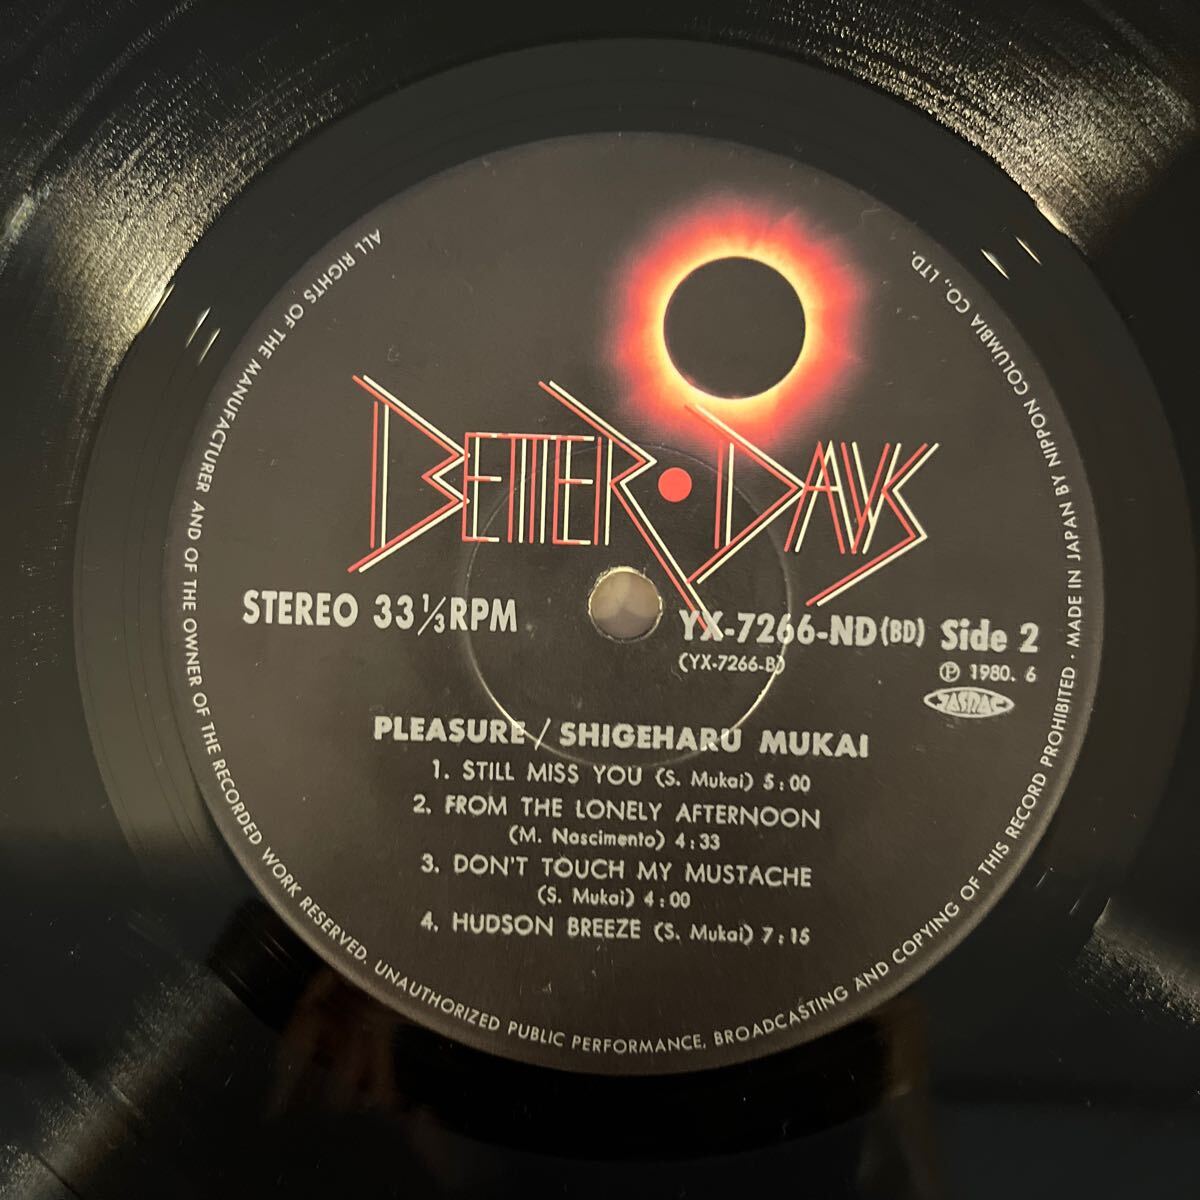 BETTER • DAYS
STEREO 33 1/3 RPM
YX-7266-ND (BD) Side 2
(YX-7266-B)
Ⓟ 1980. 6
JASRAC
PLEASURE / SHIGEHARU MUKAI
1. STILL MISS YOU (S. Mukai) 5:00
2. FROM THE LONELY AFTERNOON
(M. Nascimento) 4:33
3. DON'T TOUCH MY MUSTACHE
(S. Mukai) 4:00
4. HUDSON BREEZE (S. Mukai) 7:15
ALL RIGHTS OF THE MANUFACTURER AND OF THE OWNER OF THE RECORDED WORK RESERVED. UNAUTHORIZED PUBLIC PERFORMANCE, BROADCASTING AND COPYING OF THIS RECORD PROHIBITED • MADE IN JAPAN BY NIPPON COLUMBIA CO., LTD.